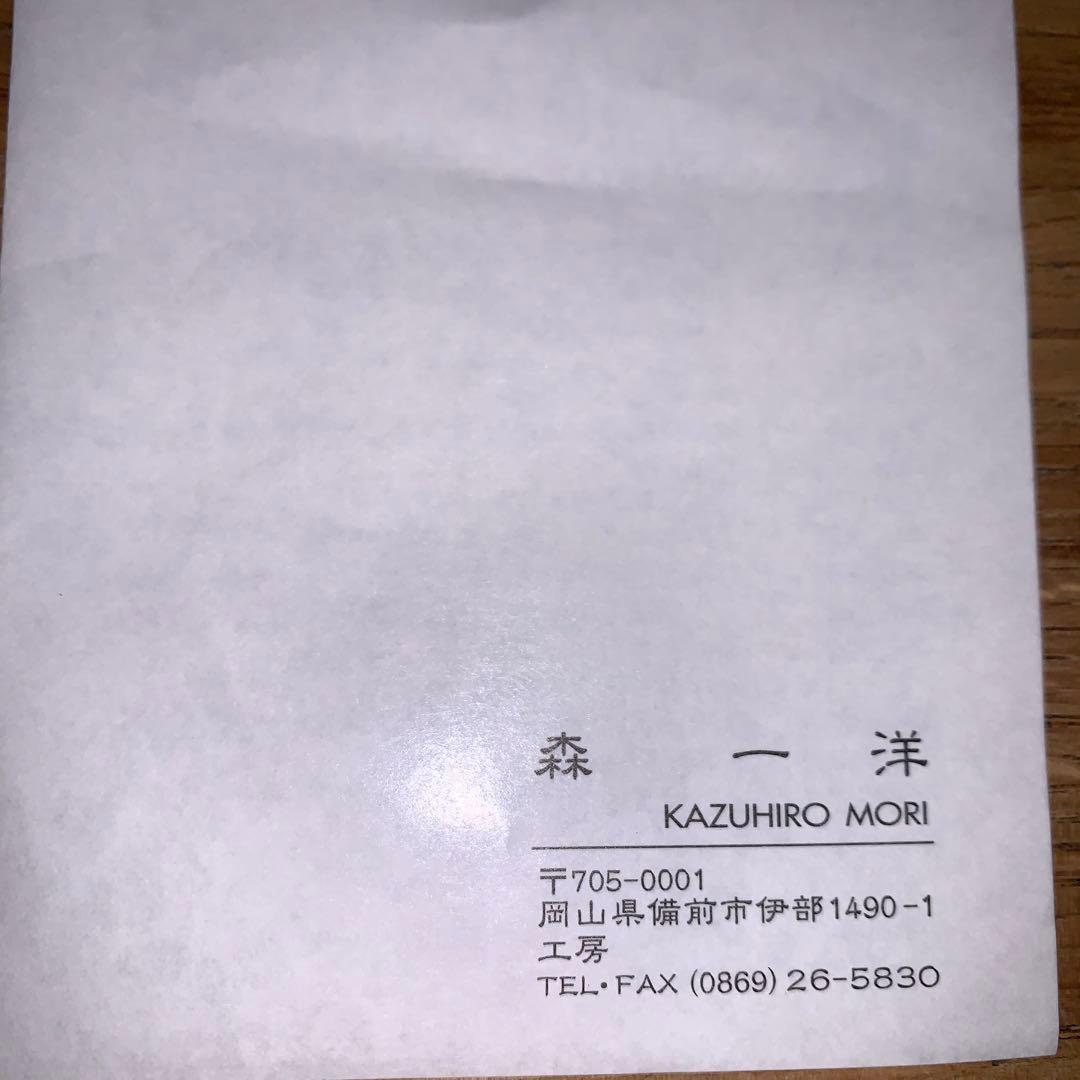 森 一 洋
KAZUHIRO MORI
〒705-0001
岡山県備前市伊部1490-1
工房
TEL・FAX (0869) 26-5830